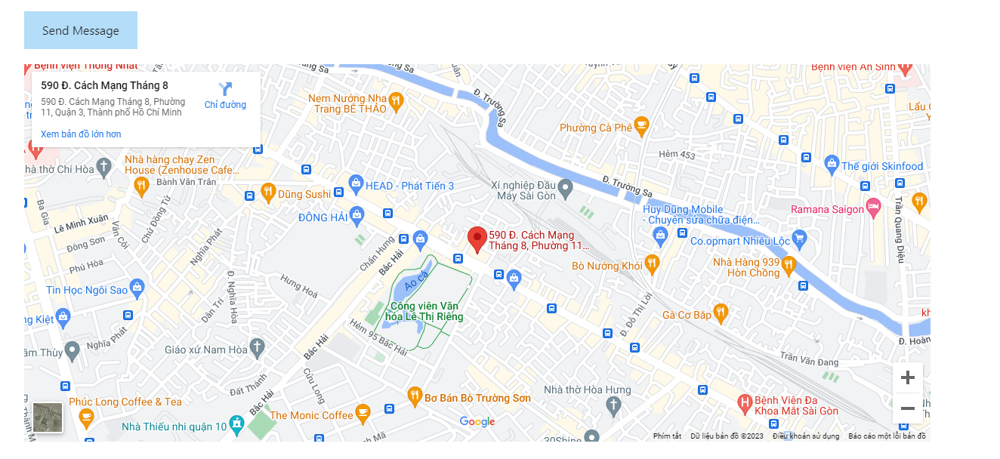 Send Message
Bệnh viện Thống Nhất
590 Đ. Cách Mạng Tháng 8
590 Đ. Cách Mạng Tháng 8, Phường
11, Quận 3, Thành phố Hồ Chí Minh
Chỉ đường
Xem bản đồ lớn hơn
Sa
Bệnh viện An Sinh
Đ. Trường Sa
Nem Nướng Nha
Trang BÉ THẢO
Phường Cà Phê
Lẩu
Hẻm 453
Thế giới Skinfood
hà thờ Chí Hòa
Nhà hàng chay Zen
House (Zenhouse Cafe...
Bành Văn Trân
Dũng Sushi
HEAD - Phát Tiến 3
Xí nghiệp Đầu
Máy Sài Gòn
Đ. Trường Sa
Huy Dũng Mobile
- Chuyên sửa chữa điện...
Ramana Saigon
Trần Quang Diệu
Ba Gia
Lê Minh Xuân
Chử Đồng Tử
ĐÔNG HẢI
Văn Côi
Đông Sơn
Nghĩa Phát
Chấn Hưng
590 Đ. Cách Mạng
Tháng 8, Phường 11...
Co.opmart Nhiêu Lộc
Phú Hòa
Bắc Hải
Bò Nướng Khói
Nhà Hàng 939
Hòn Chồng
Tin Học Ngôi Sao
Đ. Nghĩa Hòa
Hưng Hoá
Ao cá
Dân Trí
Công viên Văn
hóa Lê Thị Riêng
Đ. Đô Thị Lời
Gà Cơ Bắp
ng Kiệt
Nghĩa Phát
Hẻm 95 Bắc Hải
Đ. Hoàn
âm Thùy
Giáo xứ Nam Hòa
Bắc Hải
Trần Văn Đang
Cửu Long
Đất Thánh
Bắc Hải
Phúc Long Coffee & Tea
Bơ Bán Bò Trường Sơn
Nhà thờ Hòa Hưng
Bệnh Viện Đa
Khoa Mắt Sài Gòn
The Monic Coffee
Nhà Thiếu nhi quận 10
Google
30Shine
Phím tắt
Dữ liệu bản đồ ©2023
Điều khoản sử dụng
Báo cáo một lỗi bản đồ